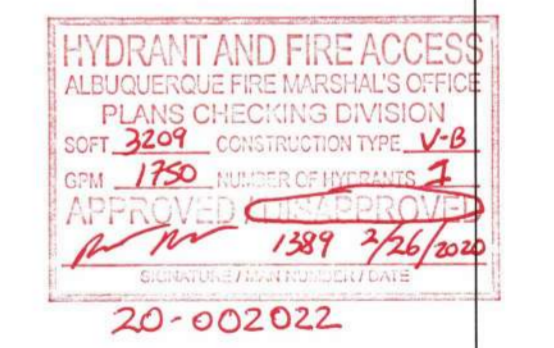 HYDRANT AND FIRE ACCESS
ALBUQUERQUE FIRE MARSHAL'S OFFICE
PLANS CHECKING DIVISION
SQFT 3209 CONSTRUCTION TYPE V-B
GPM 1750 NUMBER OF HYDRANTS 1
APPROVED / DISAPPROVED
1389 2/26/2020
SIGNATURE / MAN NUMBER / DATE
20-002022